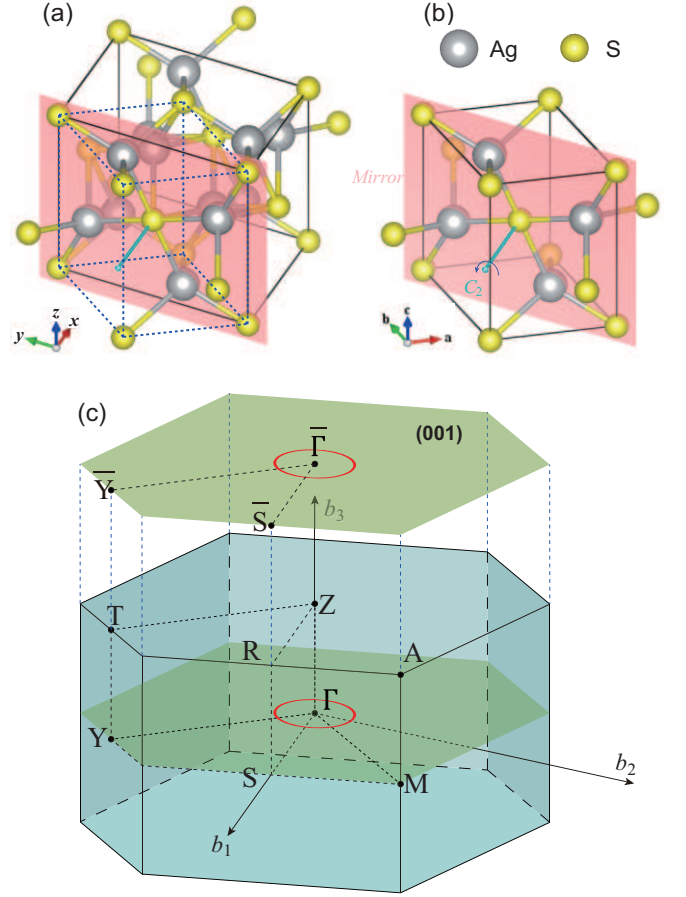 (a)
(b)
Ag
S
Mirror
C₂
z
x
y
c
b
a
(c)
(001)
Γ̅
Y̅
S̅
b₃
T
Z
R
A
Γ
Y
S
M
b₂
b₁